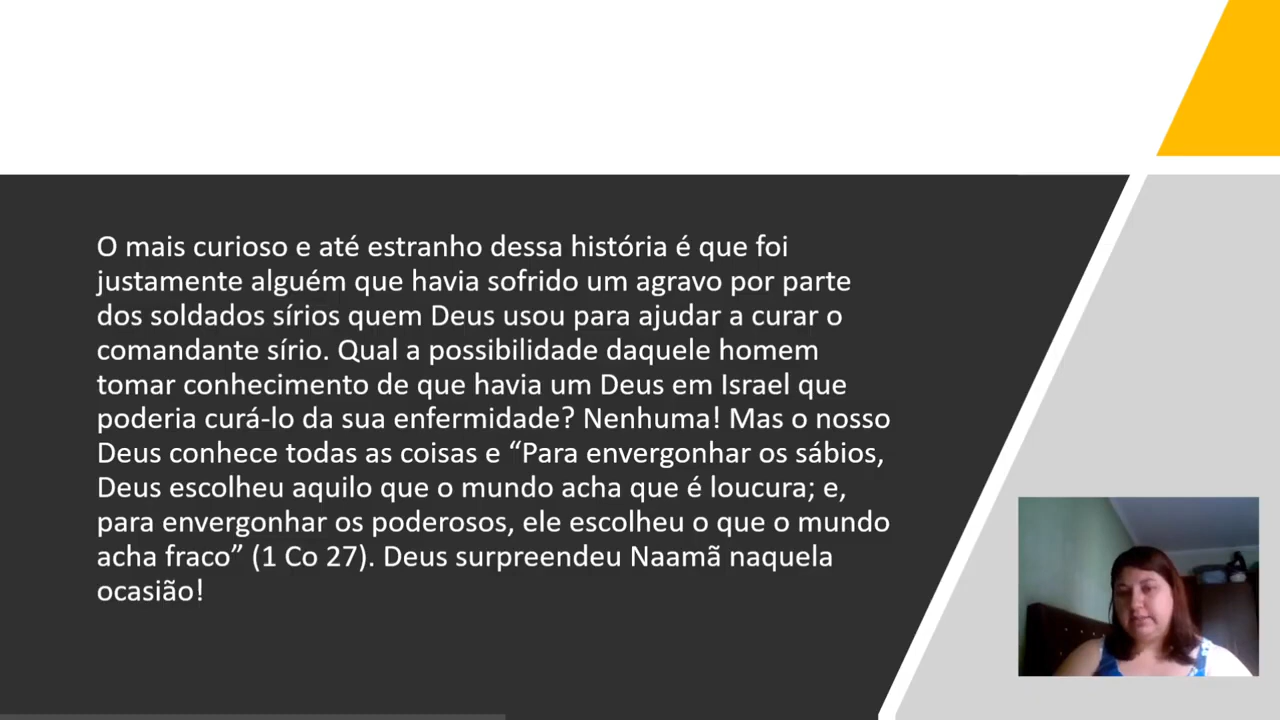 O mais curioso e até estranho dessa história é que foi
justamente alguém que havia sofrido um agravo por parte
dos soldados sírios quem Deus usou para ajudar a curar o
comandante sírio. Qual a possibilidade daquele homem
tomar conhecimento de que havia um Deus em Israel que
poderia curá-lo da sua enfermidade? Nenhuma! Mas o nosso
Deus conhece todas as coisas e “Para envergonhar os sábios,
Deus escolheu aquilo que o mundo acha que é loucura; e,
para envergonhar os poderosos, ele escolheu o que o mundo
acha fraco” (1 Co 27). Deus surpreendeu Naamã naquela
ocasião!